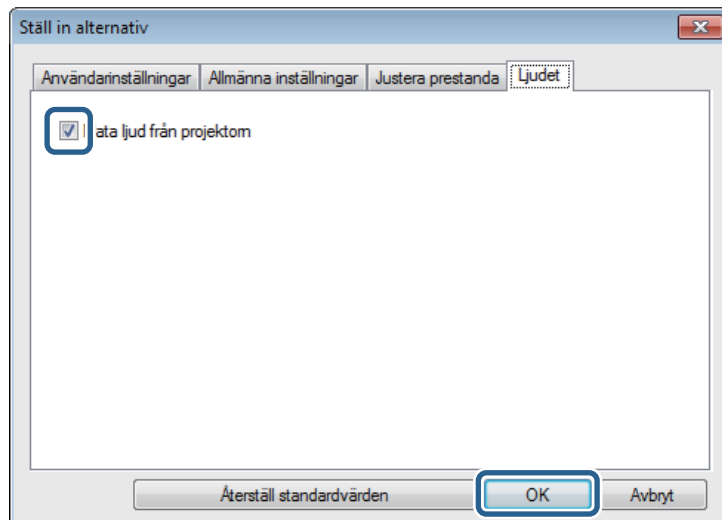 Ställ in alternativ
Användarinställningar Allmänna inställningar Justera prestanda Ljudet
ata ljud från projektorn
Återställ standardvärden OK Avbryt